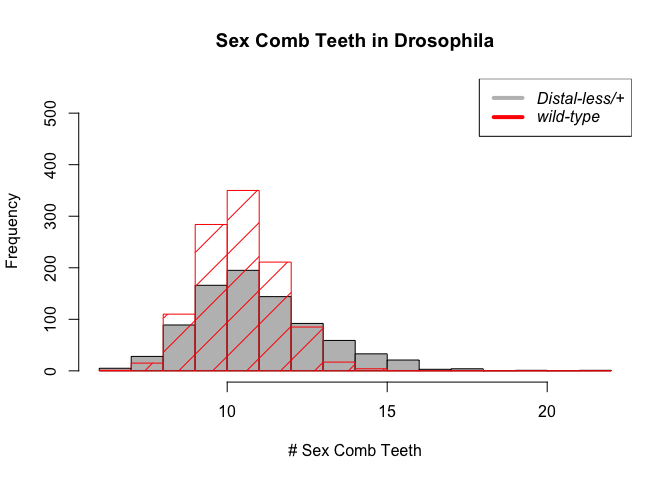 Sex Comb Teeth in Drosophila
Distal-less/+
wild-type
500
400
300
200
100
0
Frequency
10 15 20
# Sex Comb Teeth